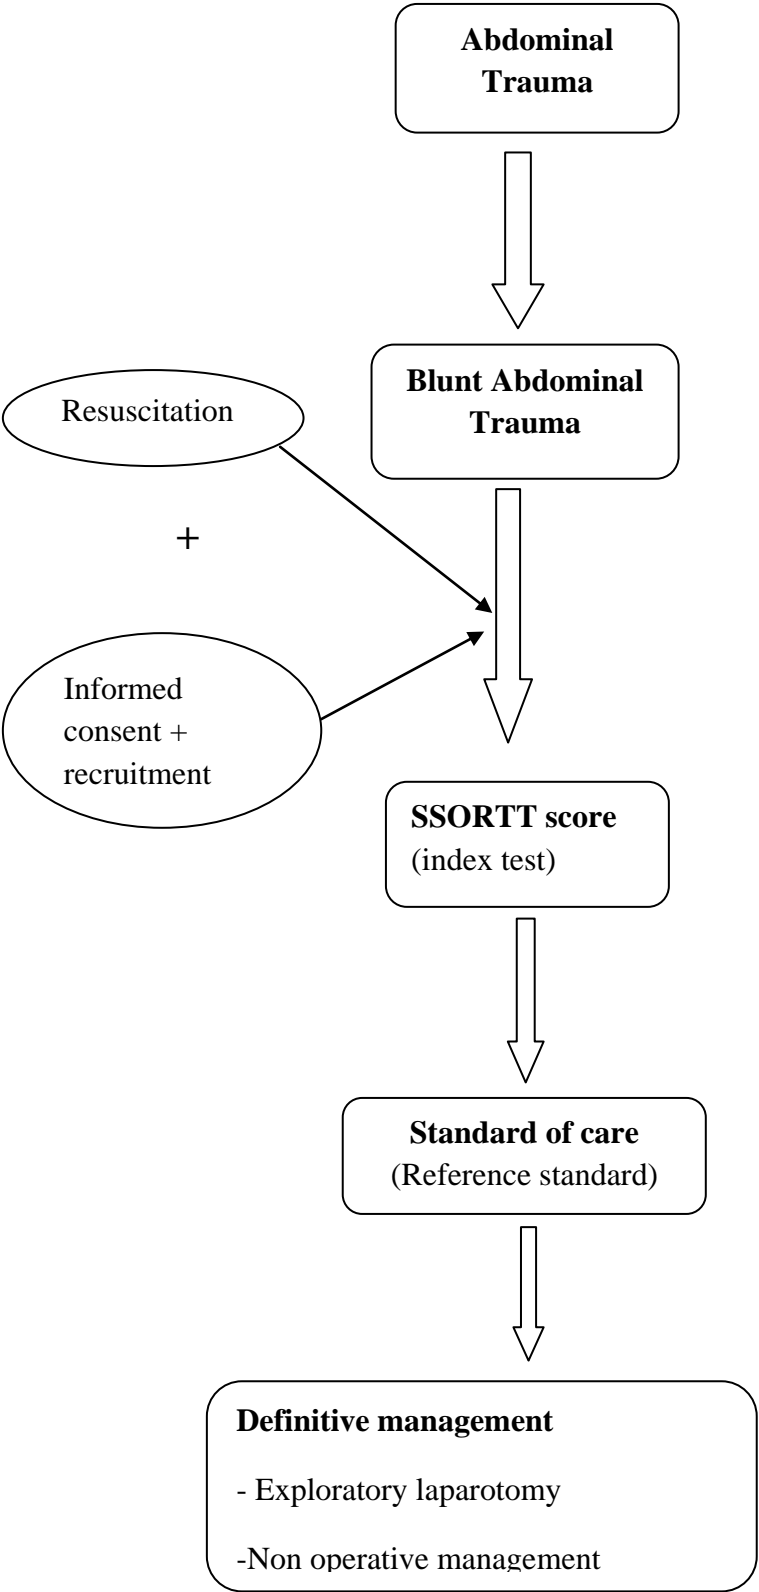 Abdominal
Trauma
Blunt Abdominal
Trauma
Resuscitation
+
Informed
consent +
recruitment
SSORTT score
(index test)
Standard of care
(Reference standard)
Definitive management
- Exploratory laparotomy
-Non operative management